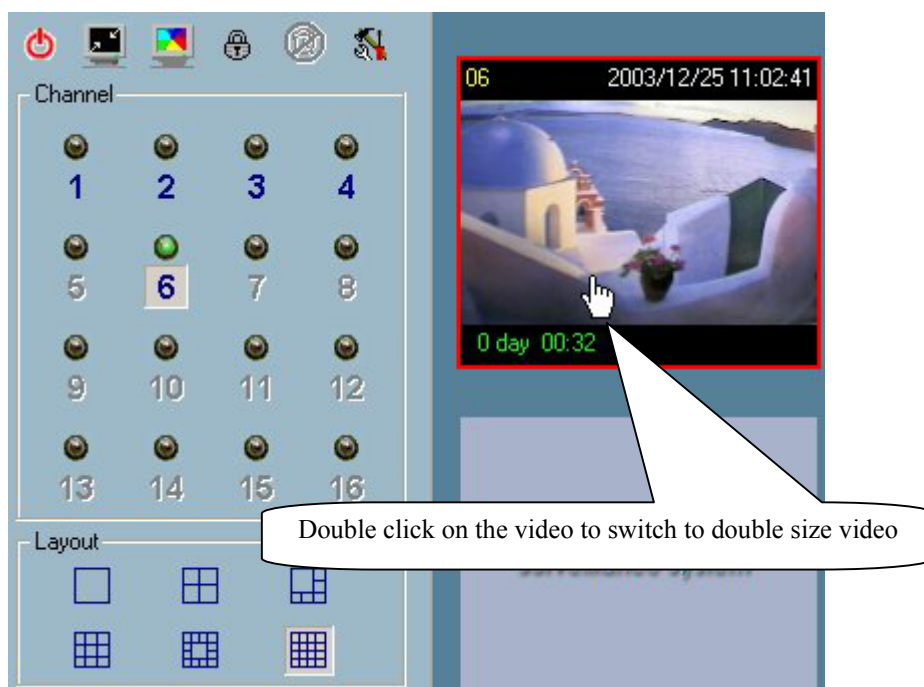 Channel
1 2 3 4
5 6 7 8
9 10 11 12
13 14 15 16
Layout
06 2003/12/25 11:02:41
0 day 00:32
Double click on the video to switch to double size video
system